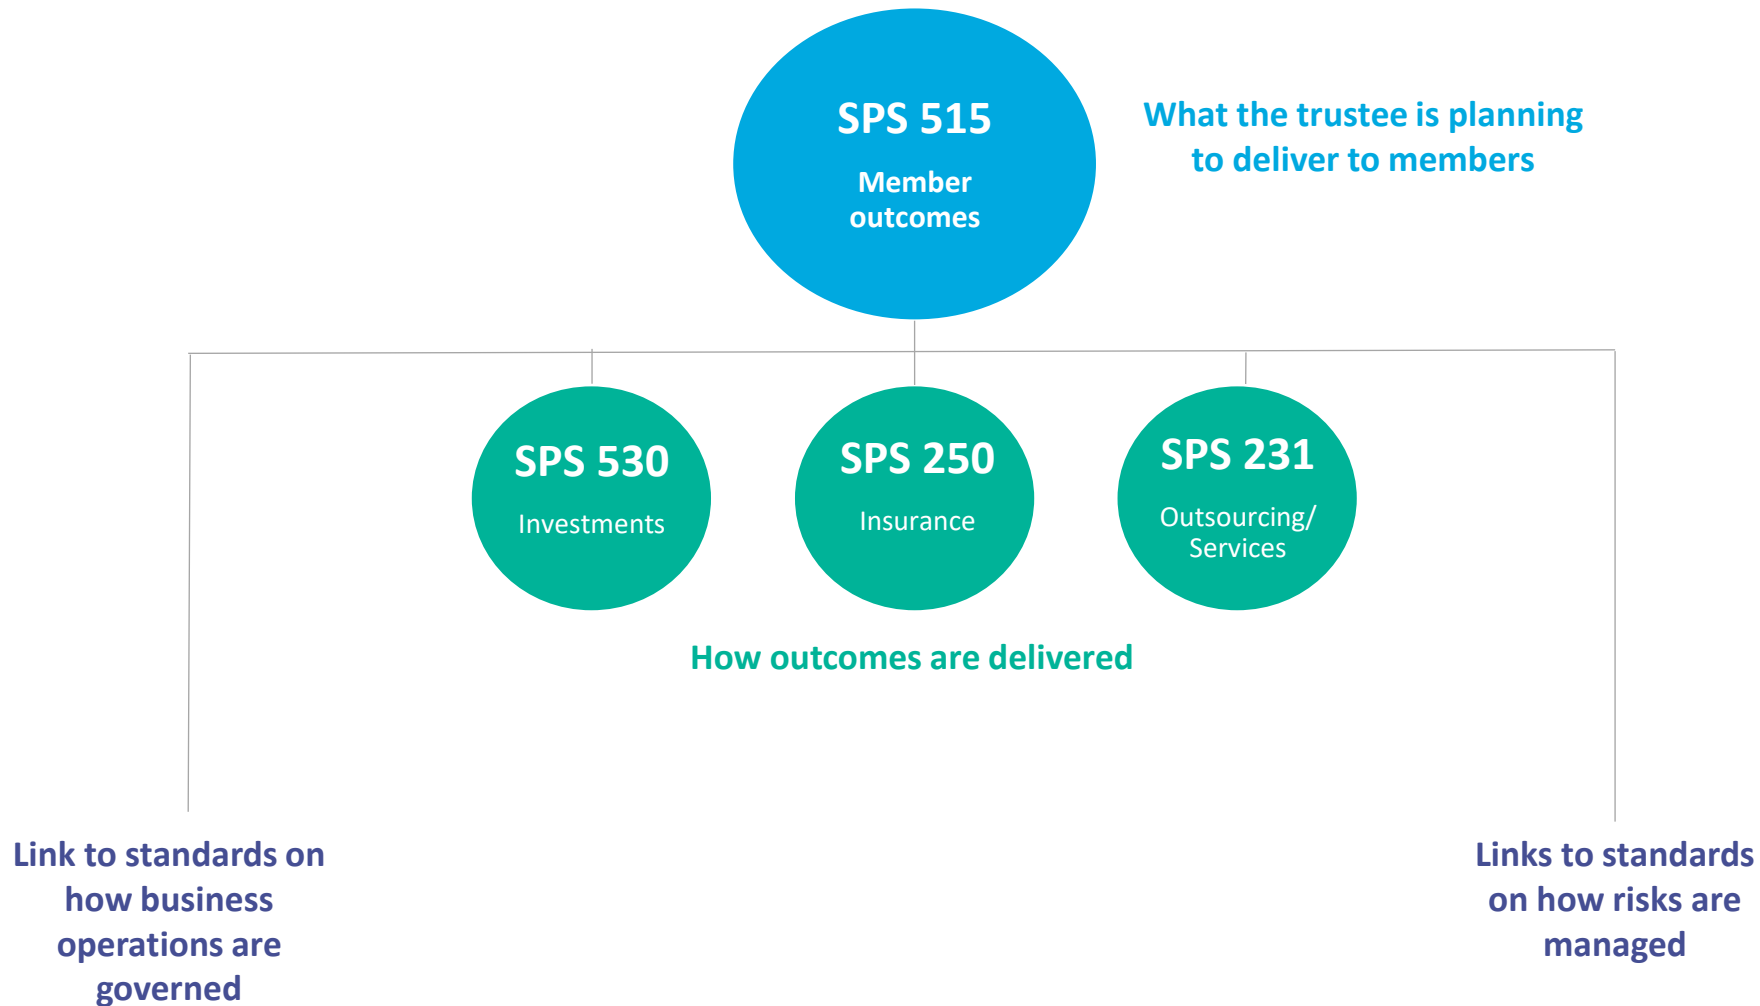 SPS 515
Member
outcomes
What the trustee is planning
to deliver to members
SPS 530
Investments
SPS 250
Insurance
SPS 231
Outsourcing/
Services
How outcomes are delivered
Link to standards on
how business
operations are
governed
Links to standards
on how risks are
managed